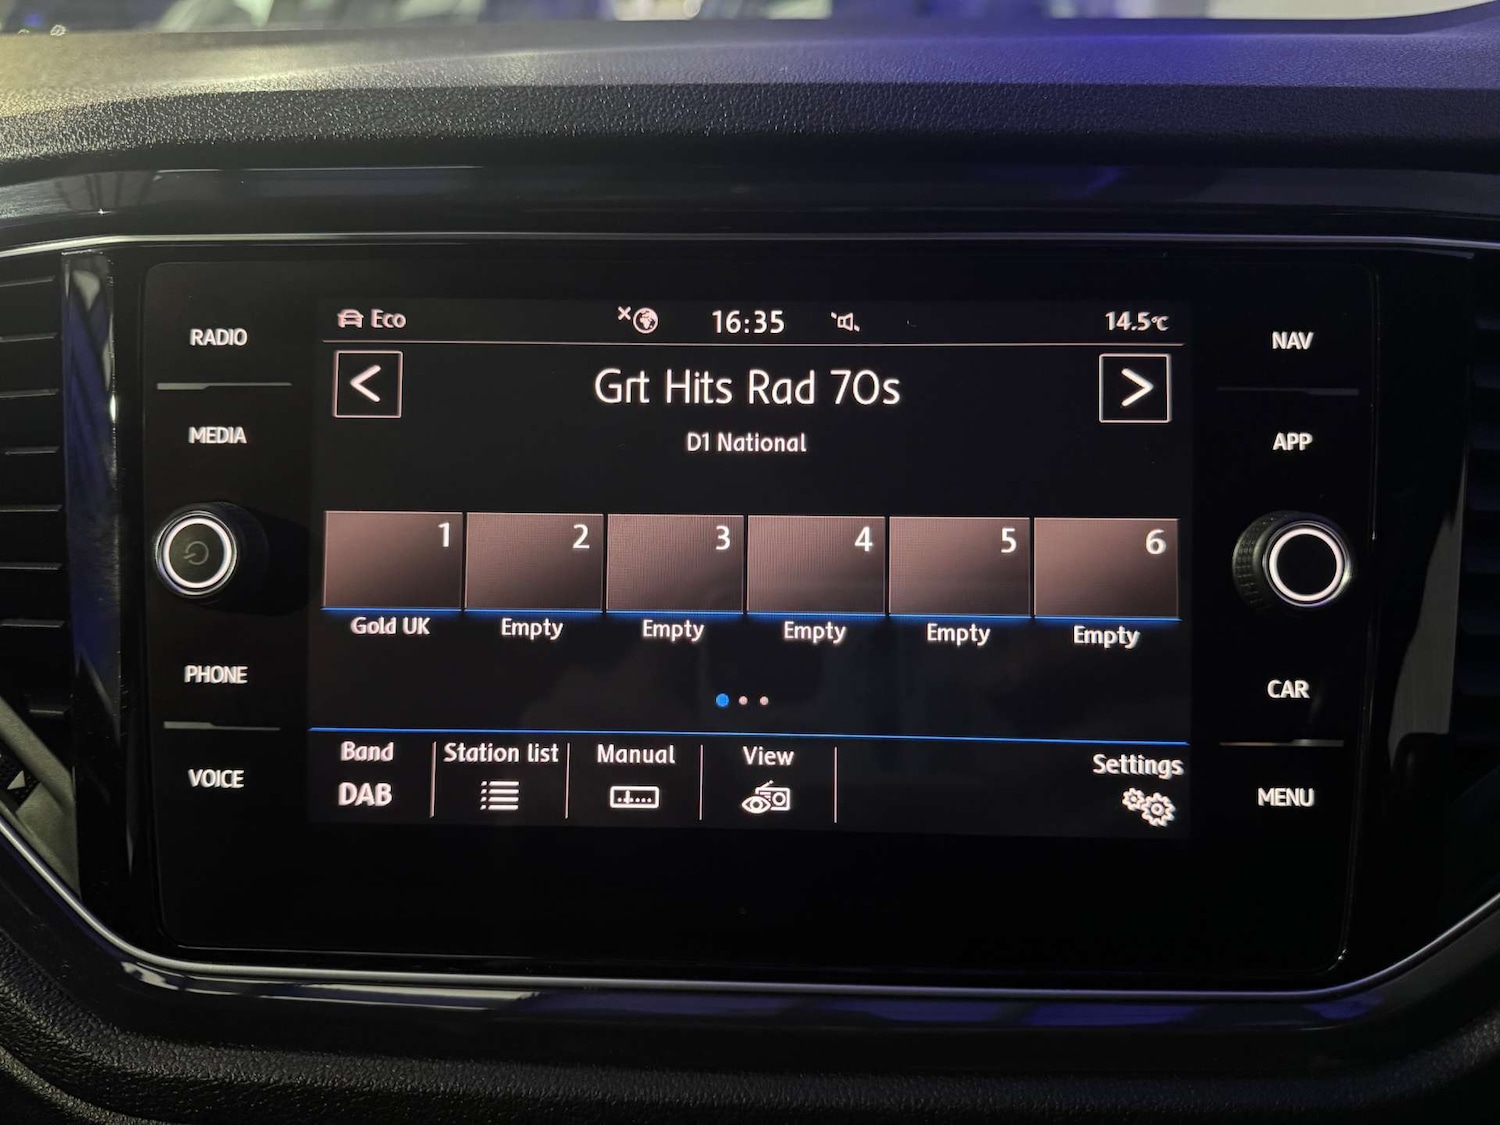 RADIO
MEDIA
PHONE
VOICE
Eco
16:35
14.5°C
<
Grt Hits Rad 70s
>
D1 National
1 2 3 4 5 6
Gold UK Empty Empty Empty Empty Empty
Band Station list Manual View Settings
DAB
NAV
APP
CAR
MENU